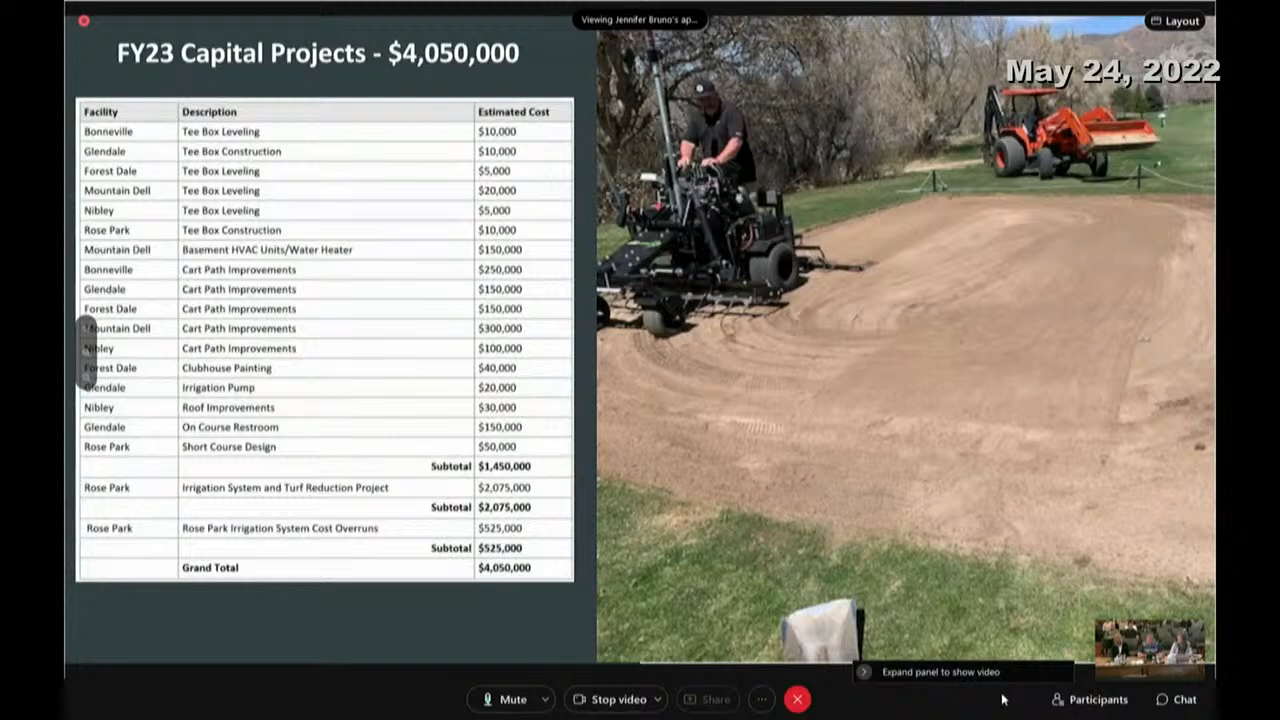 Viewing Jennifer Bruno's ap...
Layout
FY23 Capital Projects - $4,050,000
May 24, 2022
Facility Description Estimated Cost
Bonneville Tee Box Leveling $10,000
Glendale Tee Box Construction $10,000
Forest Dale Tee Box Leveling $5,000
Mountain Dell Tee Box Leveling $20,000
Nibley Tee Box Leveling $5,000
Rose Park Tee Box Construction $10,000
Mountain Dell Basement HVAC Units/Water Heater $150,000
Bonneville Cart Path Improvements $250,000
Glendale Cart Path Improvements $150,000
Forest Dale Cart Path Improvements $150,000
Mountain Dell Cart Path Improvements $300,000
Nibley Cart Path Improvements $100,000
Forest Dale Clubhouse Painting $40,000
Glendale Irrigation Pump $20,000
Nibley Roof Improvements $30,000
Glendale On Course Restroom $150,000
Rose Park Short Course Design $50,000
Subtotal $1,450,000
Rose Park Irrigation System and Turf Reduction Project $2,075,000
Subtotal $2,075,000
Rose Park Rose Park Irrigation System Cost Overruns $525,000
Subtotal $525,000
Grand Total $4,050,000
Expand panel to show video
Mute Stop video Share Participants Chat